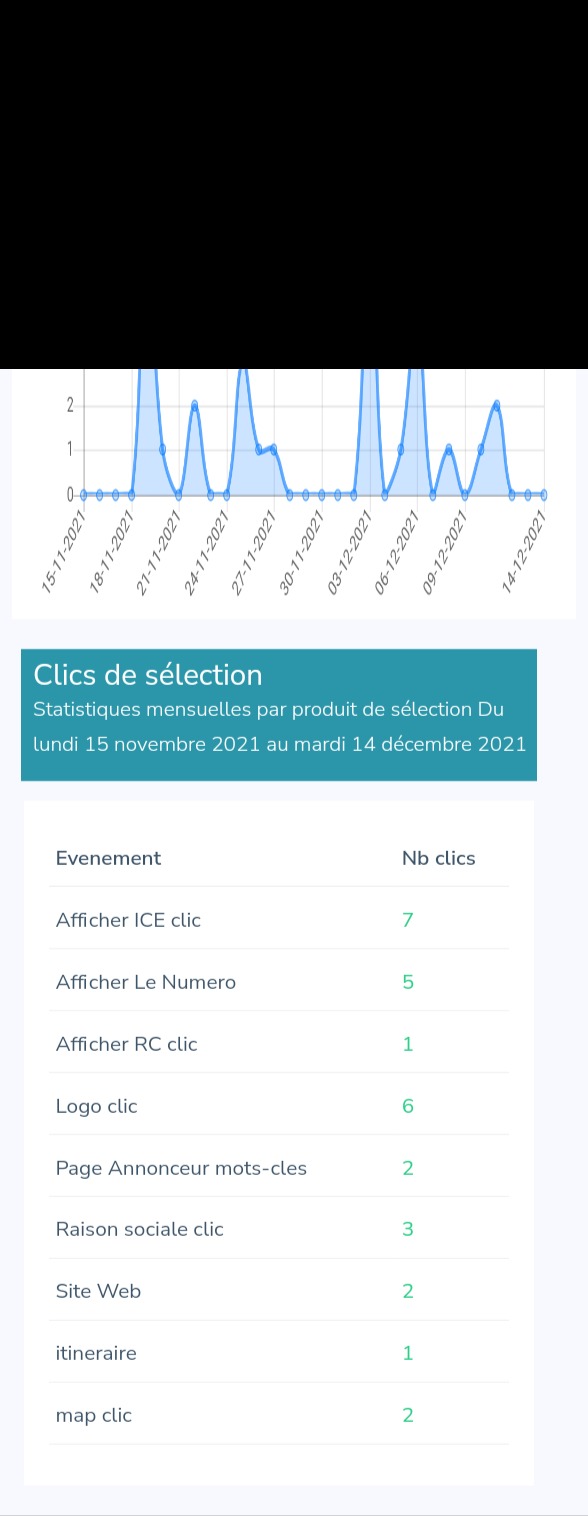 2
1
0
15-11-2021
18-11-2021
21-11-2021
24-11-2021
27-11-2021
30-11-2021
03-12-2021
06-12-2021
09-12-2021
14-12-2021
Clics de sélection
Statistiques mensuelles par produit de sélection Du
lundi 15 novembre 2021 au mardi 14 décembre 2021
Evenement Nb clics
Afficher ICE clic 7
Afficher Le Numero 5
Afficher RC clic 1
Logo clic 6
Page Annonceur mots-cles 2
Raison sociale clic 3
Site Web 2
itineraire 1
map clic 2